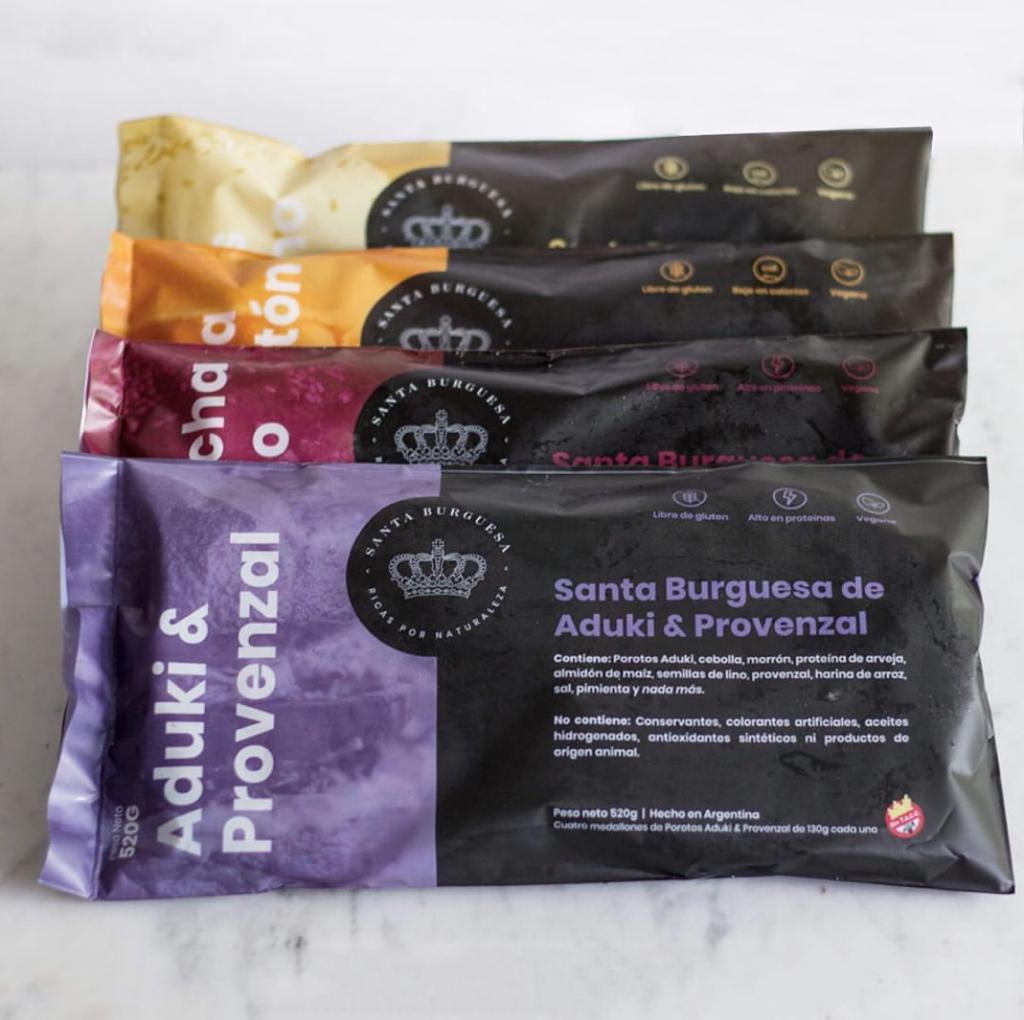 SANTA BURGUESA
Libre de gluten
Vegano
SANTA BURGUESA
Libre de gluten
Bajo en calorías
Vegano
tón
cha
o
SANTA BURGUESA
Libre de gluten
Alto en proteínas
Vegano
Santa Burguesa de
Aduki &
Provenzal
Peso Neto
520G
SANTA BURGUESA
RICAS POR NATURALEZA
Libre de gluten
Alto en proteínas
Vegano
Santa Burguesa de
Aduki & Provenzal
Contiene: Porotos Aduki, cebolla, morrón, proteína de arveja,
almidón de maíz, semillas de lino, provenzal, harina de arroz,
sal, pimienta y nada más.
No contiene: Conservantes, colorantes artificiales, aceites
hidrogenados, antioxidantes sintéticos ni productos de
origen animal.
Peso neto 520g | Hecho en Argentina
Cuatro medallones de Porotos Aduki & Provenzal de 130g cada uno
Sin T.A.C.C.